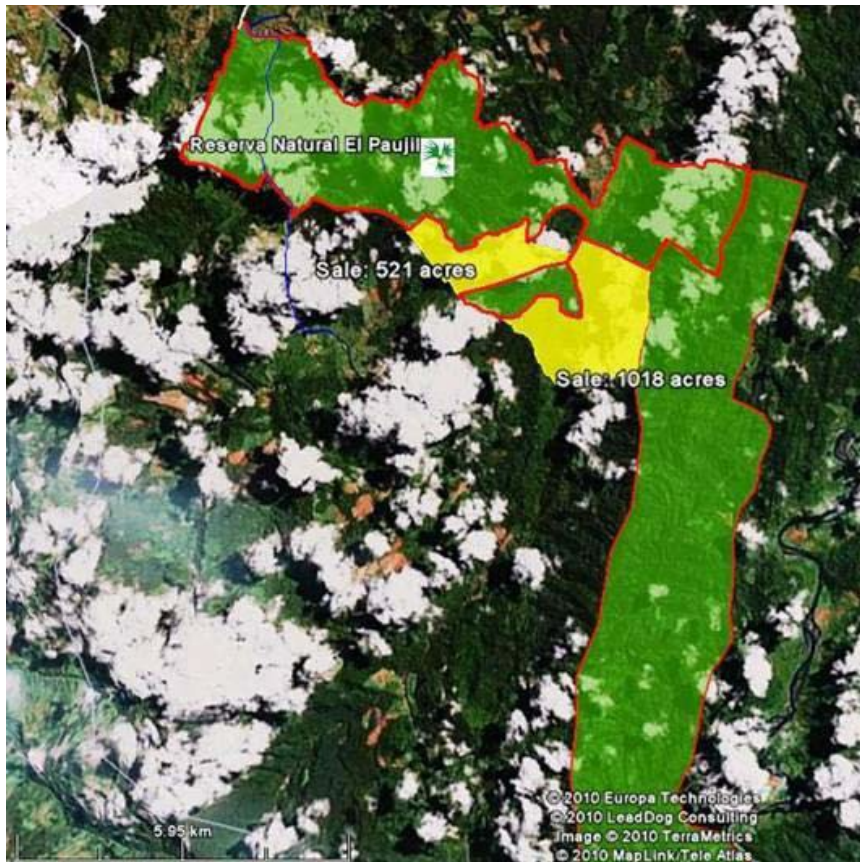 Reserva Natural El Paujil
Sale: 521 acres
Sale: 1018 acres
5.95 km
© 2010 Europa Technologies
© 2010 LeadDog Consulting
Image © 2010 TerraMetrics
© 2010 MapLink/Tele Atlas